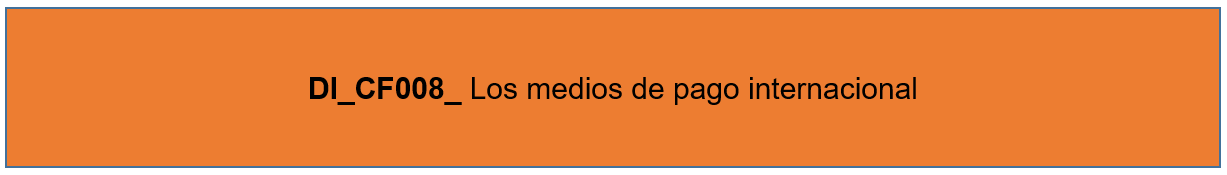 DI_CF008_ Los medios de pago internacional